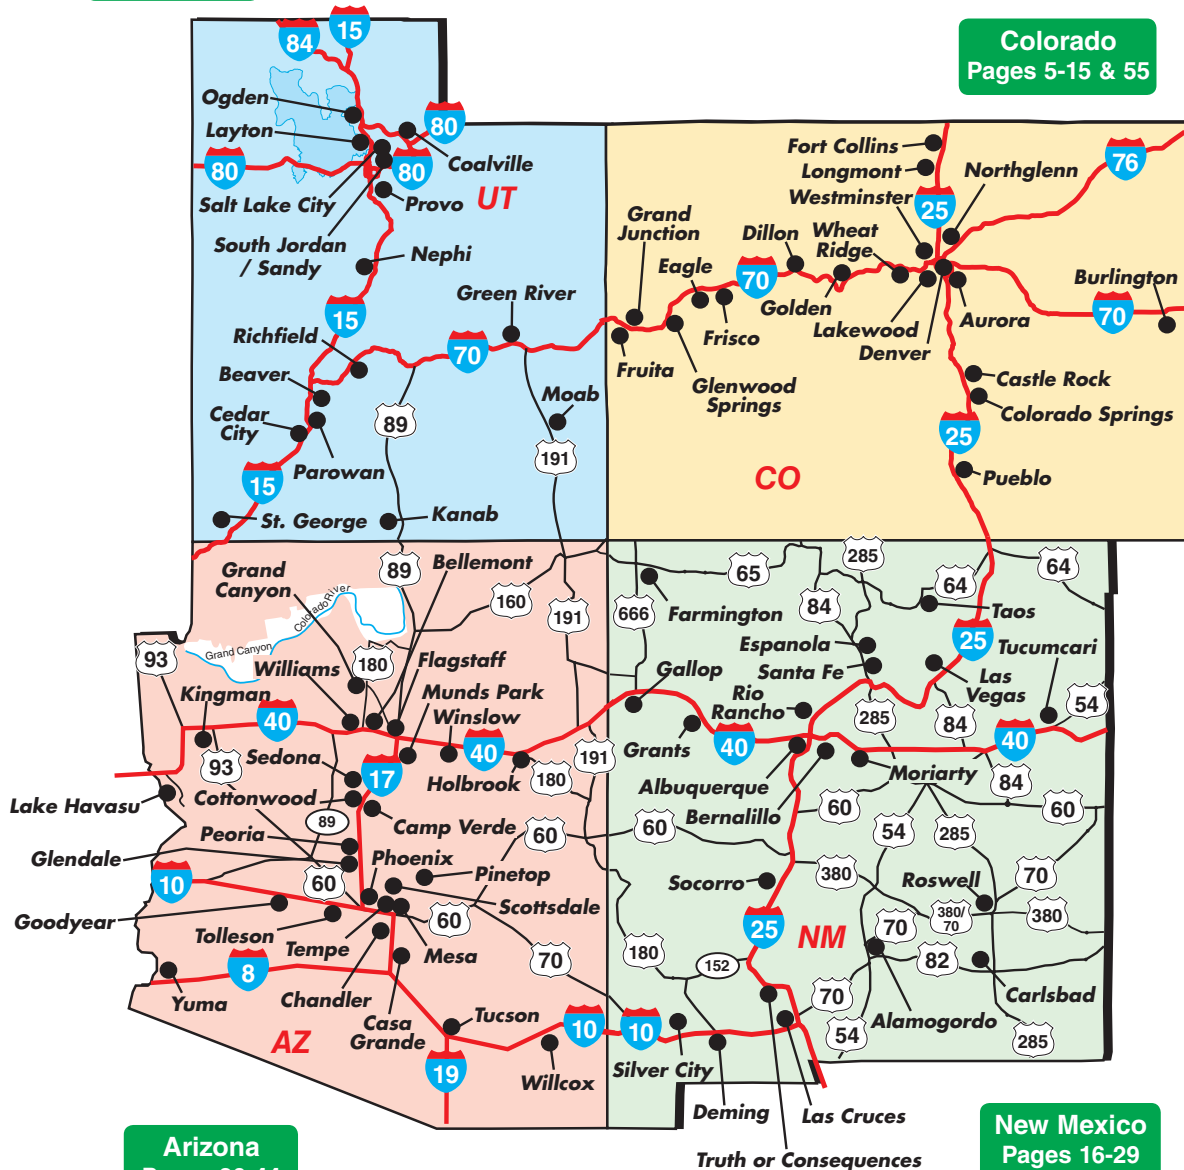 84
15
Colorado
Pages 5-15 & 55
Ogden
Layton
80
Coalville
80
80
Salt Lake City
Provo
UT
South Jordan
/ Sandy
Nephi
Green River
15
Richfield
70
Beaver
Cedar
City
89
Moab
191
Parowan
15
St. George
Kanab
Fort Collins
Longmont
Westminster
Northglenn
76
25
Grand
Junction
Dillon
Wheat
Ridge
Eagle
70
Burlington
Golden
Frisco
Lakewood
Denver
Aurora
70
Fruita
Glenwood
Springs
Castle Rock
Colorado Springs
25
CO
Pueblo
Grand
Canyon
89
Bellemont
160
191
Colorado River
Grand Canyon
93
Williams
180
Flagstaff
Kingman
Munds Park
40
Winslow
40
93
Sedona
17
Holbrook
180
191
Lake Havasu
Cottonwood
89
Camp Verde
60
Peoria
Glendale
Phoenix
10
60
Pinetop
Scottsdale
Goodyear
60
Tolleson
Tempe
Mesa
70
8
Yuma
Chandler
Casa
Grande
Tucson
10
AZ
19
Willcox
65
285
64
64
666
Farmington
84
Taos
Espanola
25
Tucumcari
Gallop
Santa Fe
Las
Vegas
Rio
Rancho
285
84
54
Grants
40
40
Albuquerque
Moriarty
84
Bernalillo
60
60
60
54
285
380
Roswell
70
Socorro
380/
70
380
25
NM
70
180
152
82
70
Carlsbad
Alamogordo
10
54
285
Silver City
Deming
Las Cruces
Truth or Consequences
Arizona
New Mexico
Pages 16-29